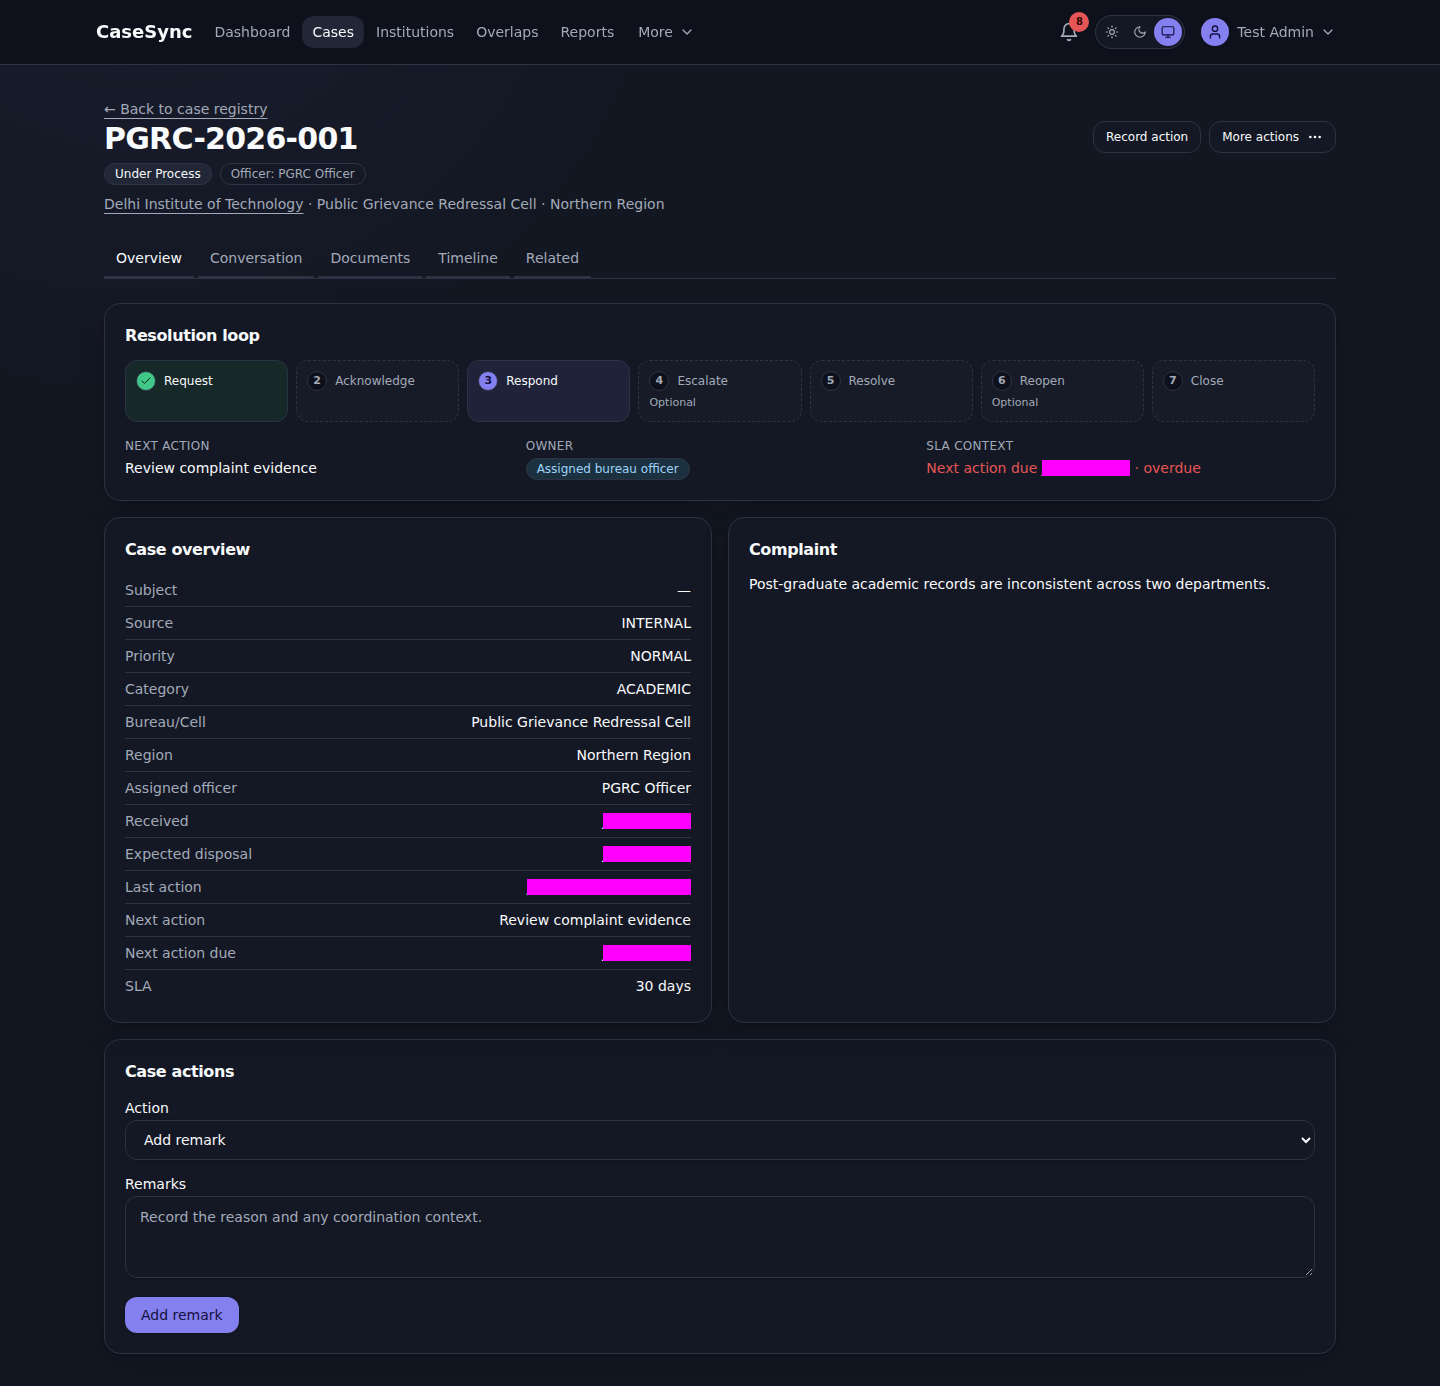 CaseSync Dashboard Cases Institutions Overlaps Reports More 8 Test Admin
← Back to case registry
PGRC-2026-001
Record action More actions
Under Process Officer: PGRC Officer
Delhi Institute of Technology · Public Grievance Redressal Cell · Northern Region
Overview Conversation Documents Timeline Related
Resolution loop
Request 2 Acknowledge 3 Respond 4 Escalate 5 Resolve 6 Reopen 7 Close
Optional Optional
NEXT ACTION OWNER SLA CONTEXT
Review complaint evidence Assigned bureau officer Next action due · overdue
Case overview
Subject —
Source INTERNAL
Priority NORMAL
Category ACADEMIC
Bureau/Cell Public Grievance Redressal Cell
Region Northern Region
Assigned officer PGRC Officer
Received
Expected disposal
Last action
Next action Review complaint evidence
Next action due
SLA 30 days
Complaint
Post-graduate academic records are inconsistent across two departments.
Case actions
Action
Add remark
Remarks
Record the reason and any coordination context.
Add remark